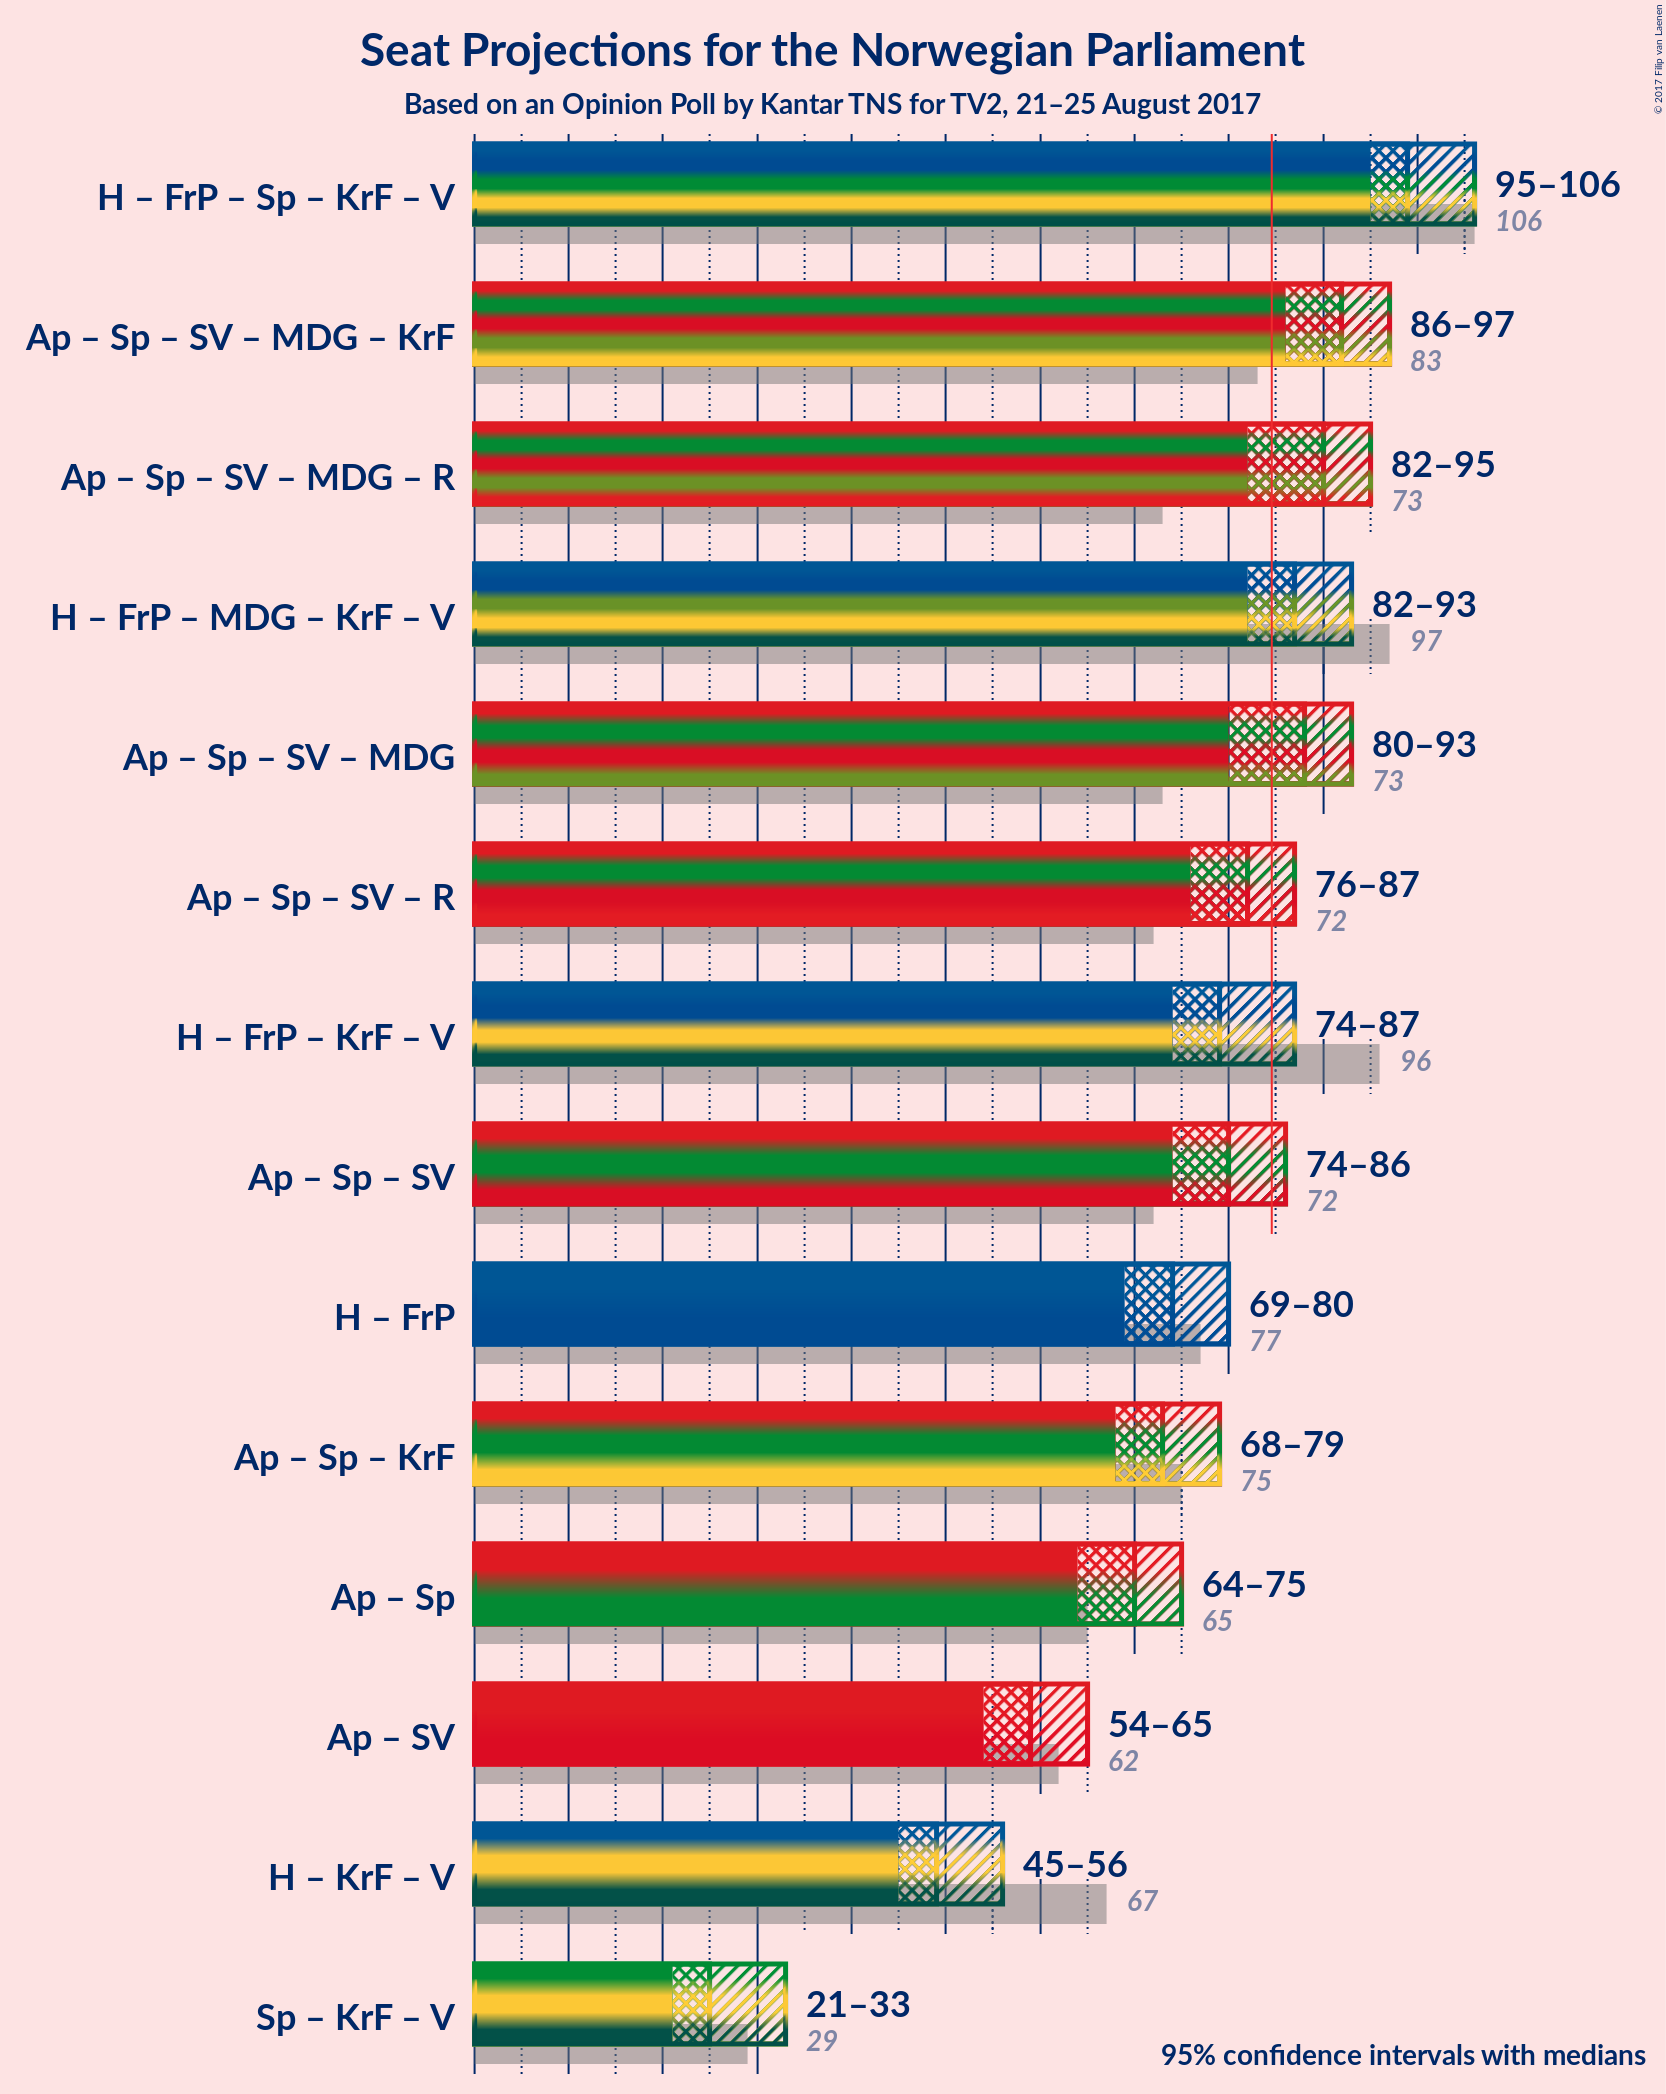 Seat Projections for the Norwegian Parliament
Based on an Opinion Poll by Kantar TNS for TV2, 21–25 August 2017
© 2017 Filip van Laenen
H – FrP – Sp – KrF – V
95–106
106
Ap – Sp – SV – MDG – KrF
86–97
83
Ap – Sp – SV – MDG – R
82–95
73
H – FrP – MDG – KrF – V
82–93
97
Ap – Sp – SV – MDG
80–93
73
Ap – Sp – SV – R
76–87
72
H – FrP – KrF – V
74–87
96
Ap – Sp – SV
74–86
72
H – FrP
69–80
77
Ap – Sp – KrF
68–79
75
Ap – Sp
64–75
65
Ap – SV
54–65
62
H – KrF – V
45–56
67
Sp – KrF – V
21–33
29
95% confidence intervals with medians